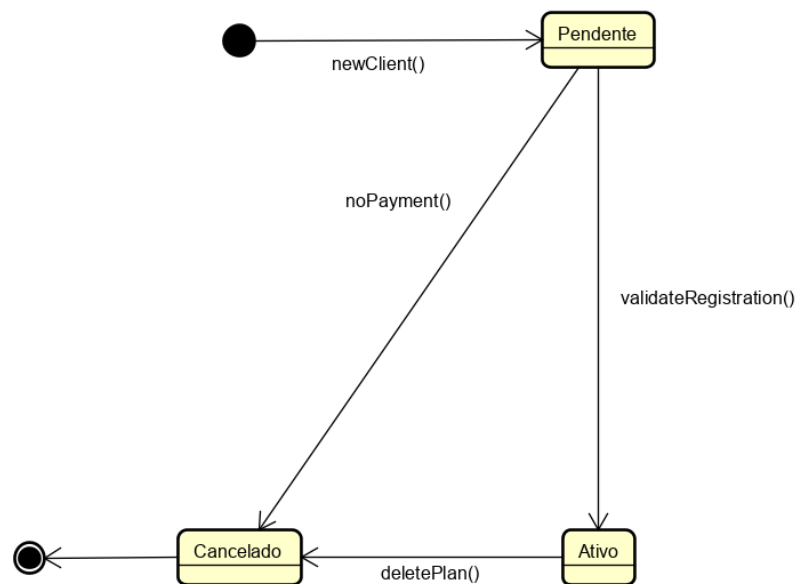 Pendente
newClient()
noPayment()
validateRegistration()
Cancelado
Ativo
deletePlan()